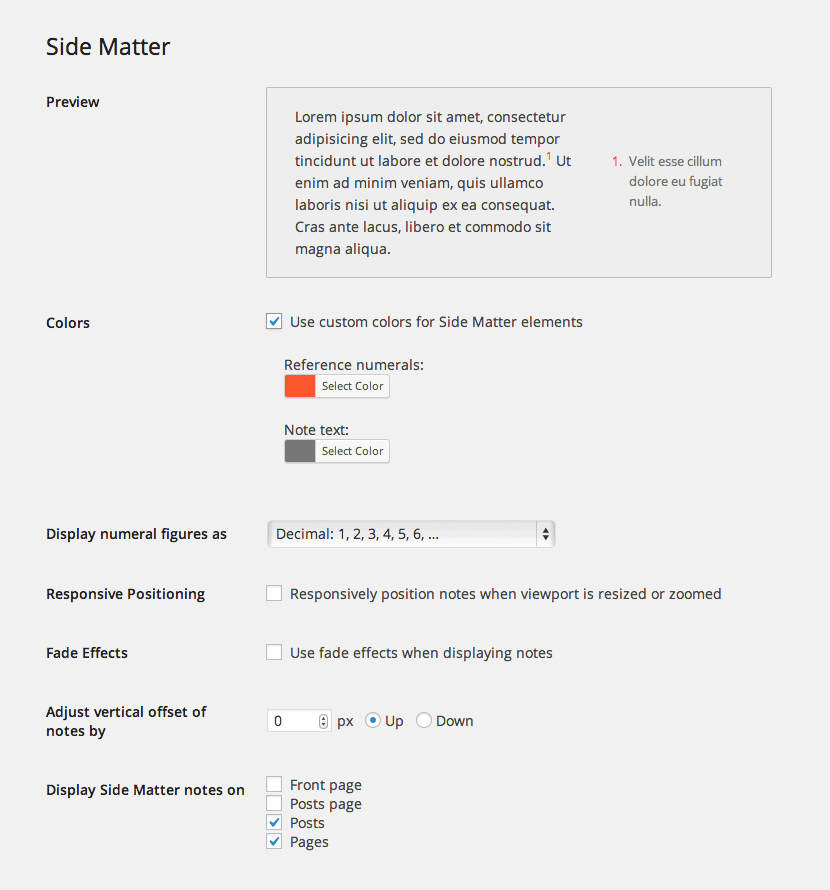 Side Matter
Preview
Lorem ipsum dolor sit amet, consectetur
adipisicing elit, sed do eiusmod tempor
tincidunt ut labore et dolore nostrud.1 Ut
enim ad minim veniam, quis ullamco
laboris nisi ut aliquip ex ea consequat.
Cras ante lacus, libero et commodo sit
magna aliqua.
1. Velit esse cillum
dolore eu fugiat
nulla.
Colors
Use custom colors for Side Matter elements
Reference numerals:
Select Color
Note text:
Select Color
Display numeral figures as
Decimal: 1, 2, 3, 4, 5, 6, ...
Responsive Positioning
Responsively position notes when viewport is resized or zoomed
Fade Effects
Use fade effects when displaying notes
Adjust vertical offset of
notes by
0 px Up Down
Display Side Matter notes on
Front page
Posts page
Posts
Pages